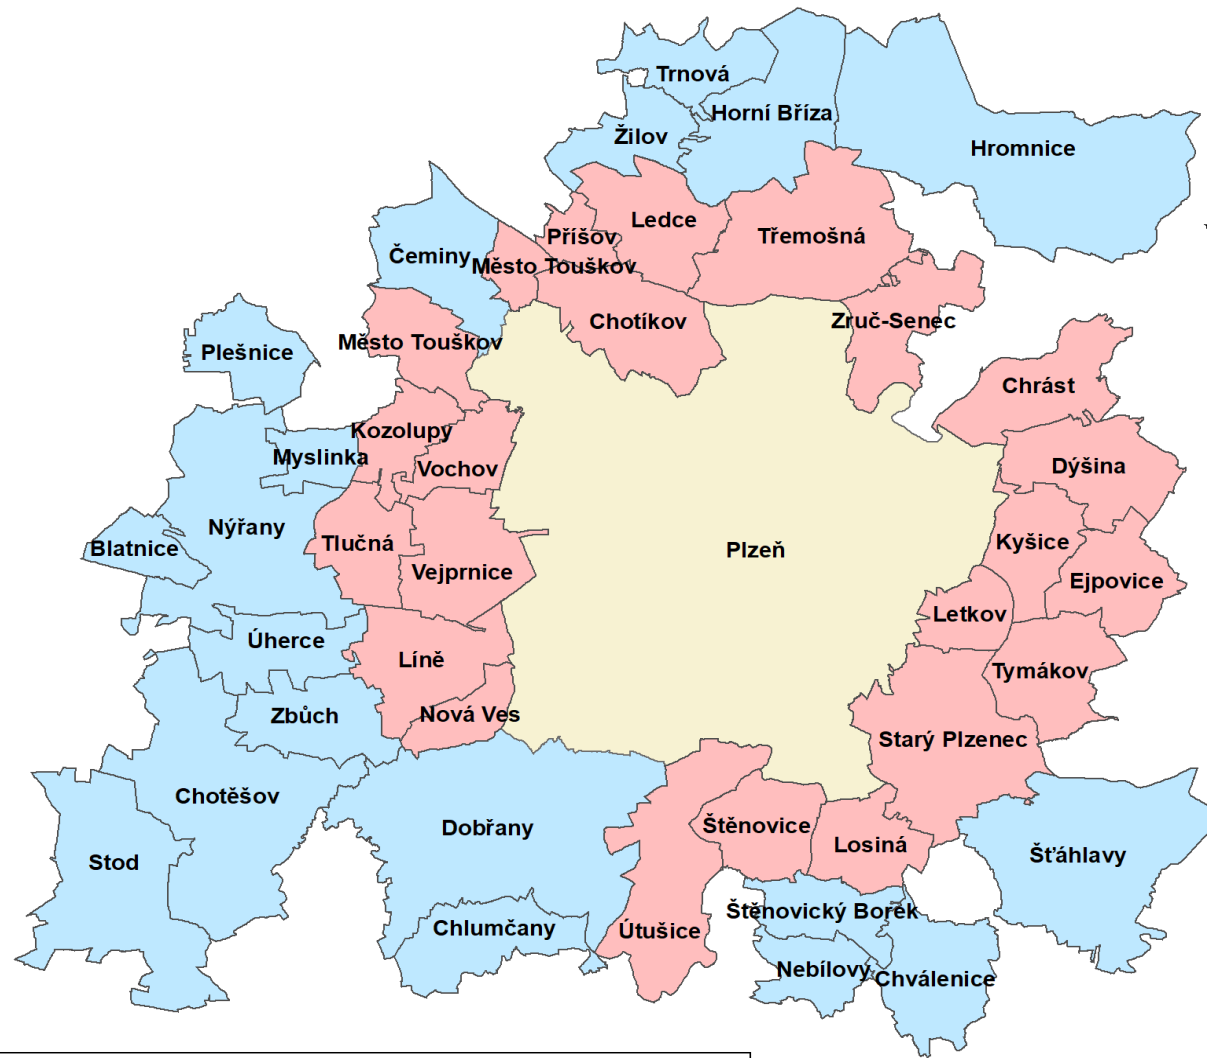 Trnová
Horní Bříza
Žilov
Hromnice
Ledce
Příšov
Třemošná
Čeminy
Město Touškov
Chotíkov
Zruč-Senec
Město Touškov
Plešnice
Chrást
Kozolupy
Myslinka
Vochov
Dýšina
Nýřany
Tlučná
Blatnice
Plzeň
Kyšice
Vejprnice
Ejpovice
Letkov
Úherce
Líně
Tymákov
Zbůch
Nová Ves
Starý Plzenec
Chotěšov
Dobřany
Štěnovice
Losiná
Stod
Šťáhlavy
Štěnovický Borek
Chlumčany
Útušice
Nebílovy
Chválenice